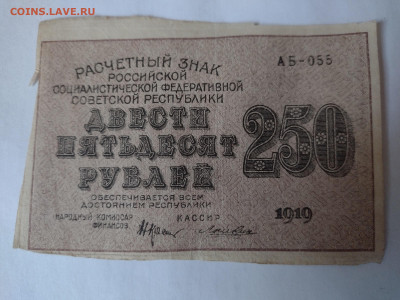 COINS.LAVE.RU
РАСЧЕТНЫЙ ЗНАК
АБ-055
РОССИЙСКОЙ
СОЦИАЛИСТИЧЕСКОЙ ФЕДЕРАТИВНОЙ
СОВЕТСКОЙ РЕСПУБЛИКИ
ДВЕСТИ
ПЯТЬДЕСЯТ
РУБЛЕЙ
250
ОБЕСПЕЧИВАЕТСЯ ВСЕМ
ДОСТОЯНИЕМ РЕСПУБЛИКИ
НАРОДНЫЙ КОМИССАР
ФИНАНСОВ
КАССИР
1919